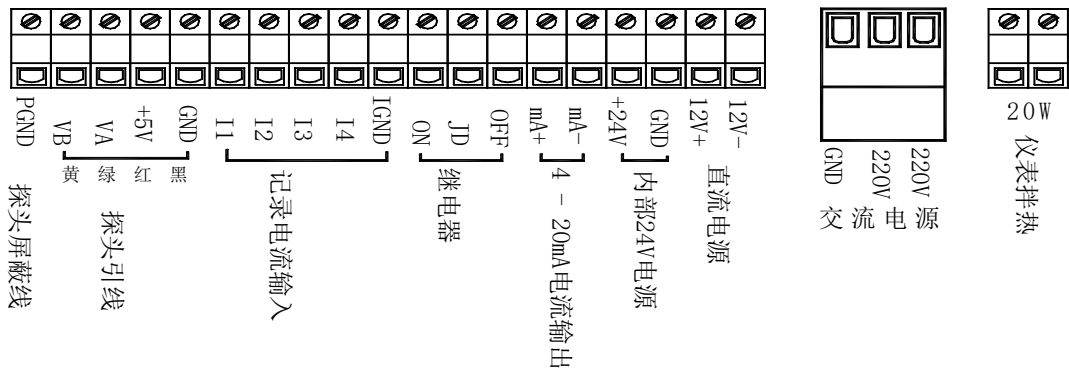 PGND
VB
VA
+5V
GND
I1
I2
I3
I4
IGND
ON
JD
OFF
mA+
mA-
+24V
GND
12V+
12V-
黄 绿 红 黑
探头屏蔽线
探头引线
记录电流输入
继电器
4-20mA电流输出
内部24V电源
直流电源
GND
220V
220V
交流电源
20W
仪表拌热